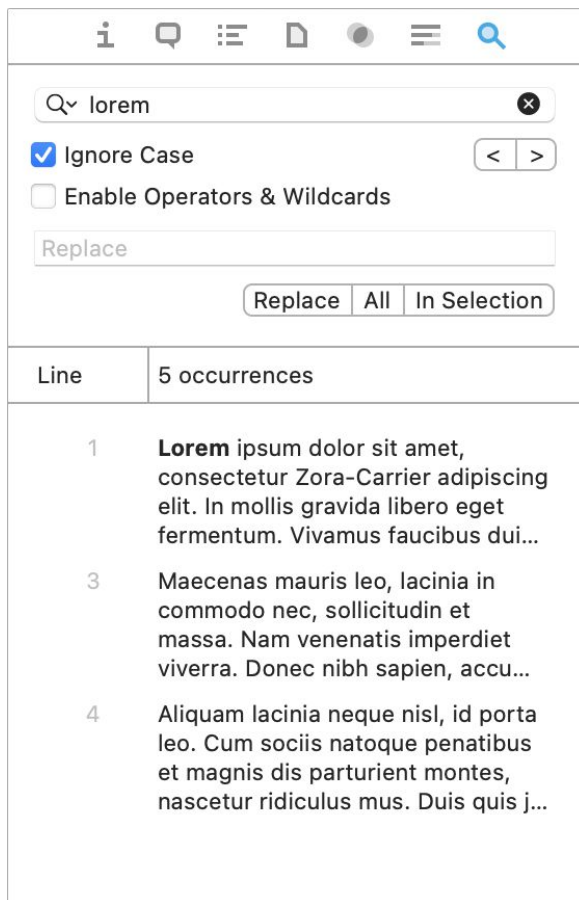 lorem
Ignore Case
< >
Enable Operators & Wildcards
Replace
Replace All In Selection
Line 5 occurrences
1 Lorem ipsum dolor sit amet,
consectetur Zora-Carrier adipiscing
elit. In mollis gravida libero eget
fermentum. Vivamus faucibus dui...
3 Maecenas mauris leo, lacinia in
commodo nec, sollicitudin et
massa. Nam venenatis imperdiet
viverra. Donec nibh sapien, accu...
4 Aliquam lacinia neque nisl, id porta
leo. Cum sociis natoque penatibus
et magnis dis parturient montes,
nascetur ridiculus mus. Duis quis j...